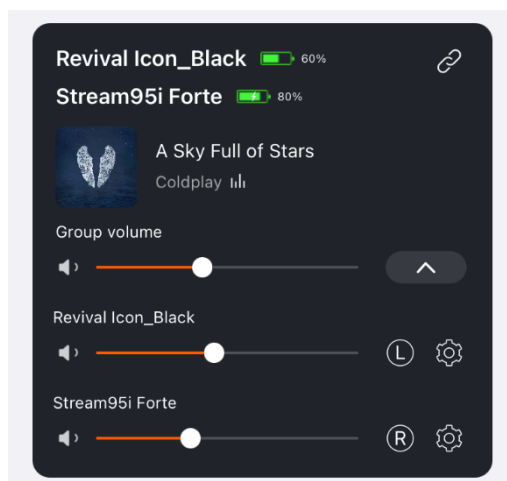 Revival Icon_Black 60%
Stream95i Forte 80%
A Sky Full of Stars
Coldplay
Group volume
Revival Icon_Black
L
Stream95i Forte
R